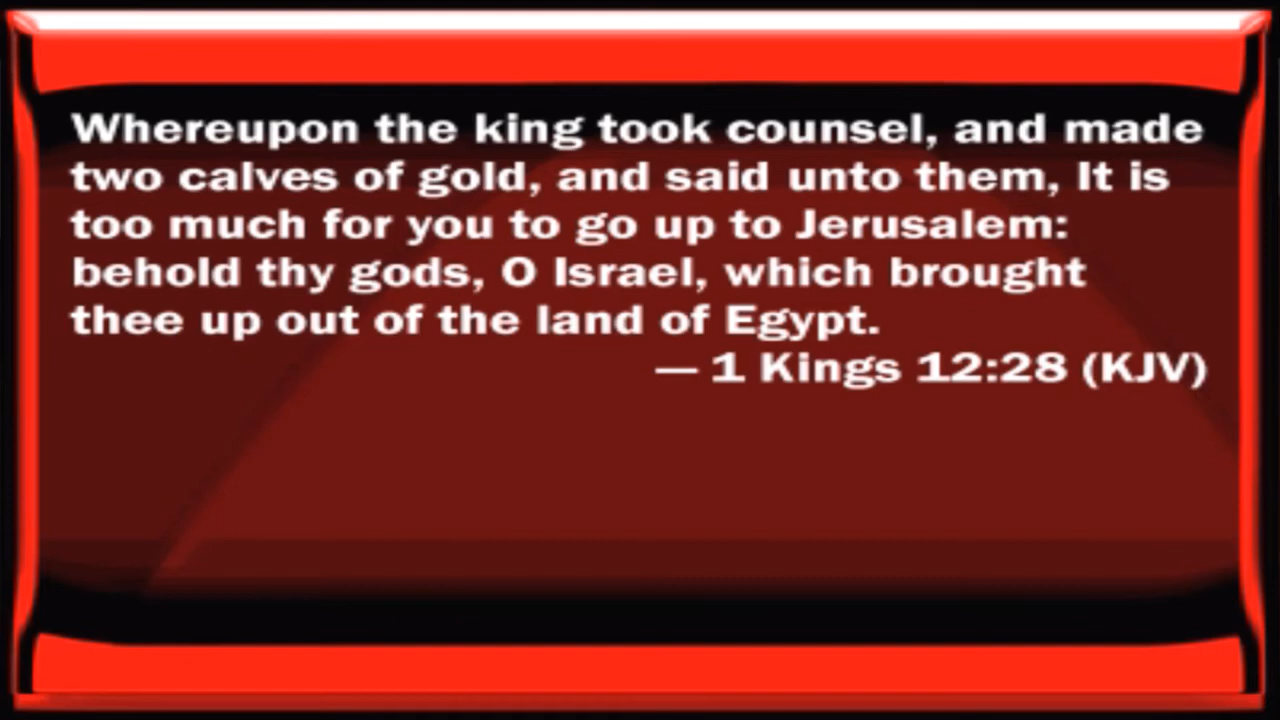 Whereupon the king took counsel, and made
two calves of gold, and said unto them, It is
too much for you to go up to Jerusalem:
behold thy gods, O Israel, which brought
thee up out of the land of Egypt.
— 1 Kings 12:28 (KJV)